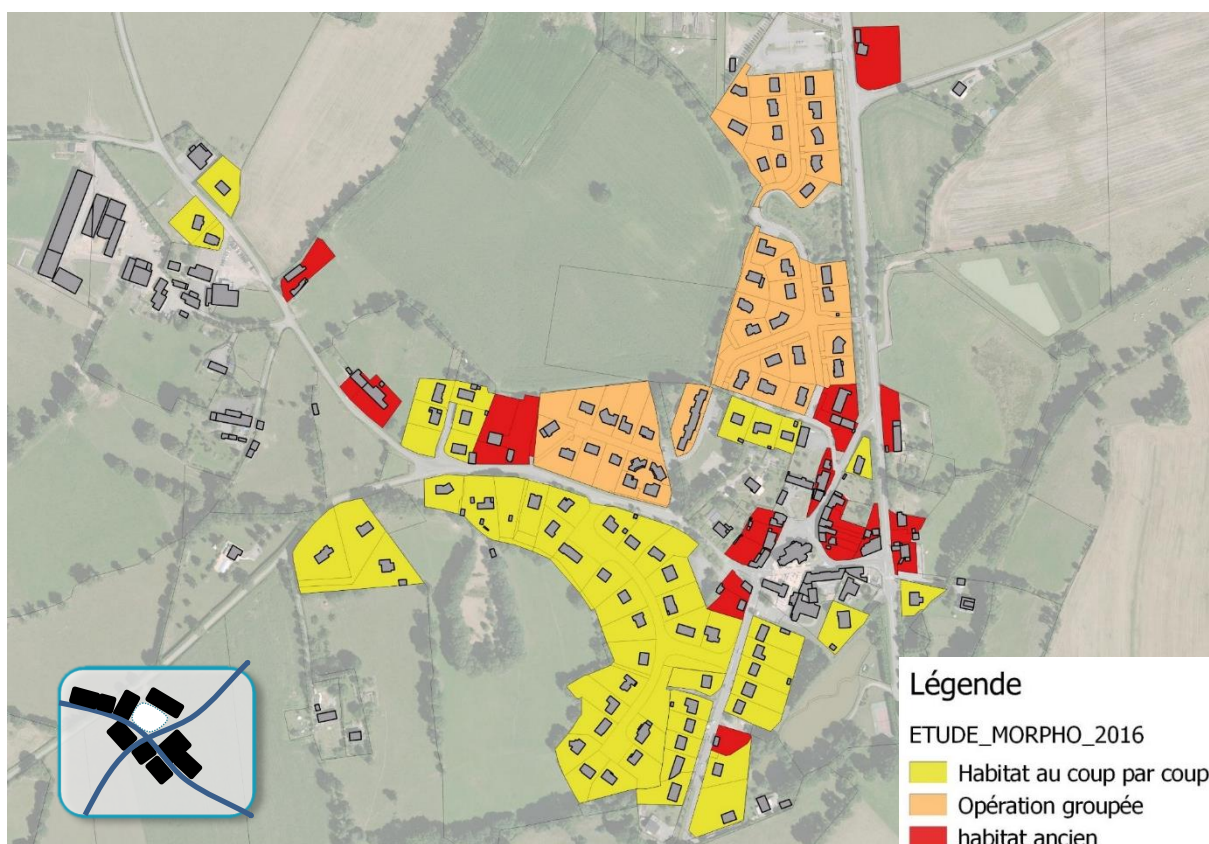 Légende
ETUDE_MORPHO_2016
Habitat au coup par coup
Opération groupée
habitat ancien